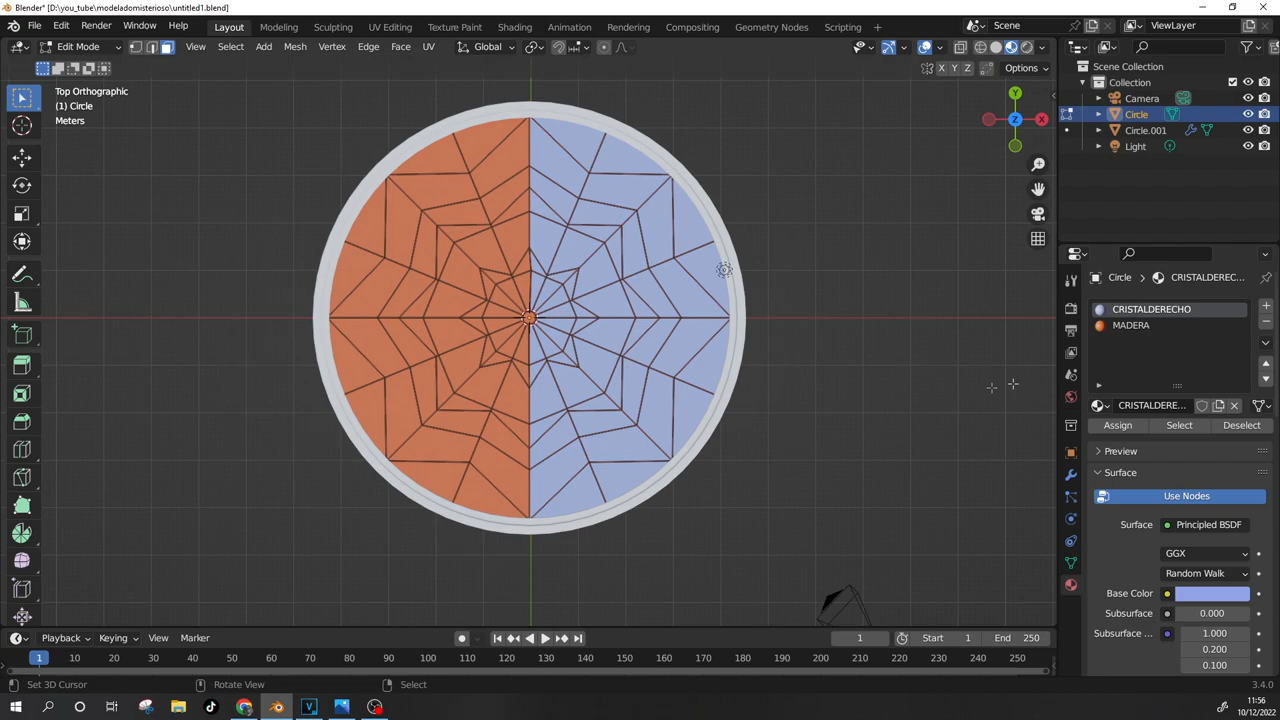 Blender* [D:\you_tube\modeladomisterioso\untitled1.blend]
File Edit Render Window Help Layout Modeling Sculpting UV Editing Texture Paint Shading Animation Rendering Compositing Geometry Nodes Scripting Scene ViewLayer
Edit Mode View Select Add Mesh Vertex Edge Face UV Global
X Y Z Options
Top Orthographic
(1) Circle
Meters
Y
Z
X
Scene Collection
Collection
Camera
Circle
Circle.001
Light
Circle CRISTALDEREC...
CRISTALDERECHO
MADERA
CRISTALDERE...
Assign Select Deselect
Preview
Surface
Use Nodes
Surface Principled BSDF
GGX
Random Walk
Base Color
Subsurface 0.000
Subsurface ... 1.000
0.200
0.100
Playback Keying View Marker 1 Start 1 End 250
1 10 20 30 40 50 60 70 80 90 100 110 120 130 140 150 160 170 180 190 200 210 220 230 240 250
Set 3D Cursor Rotate View Select 3.4.0
11:56
10/12/2022